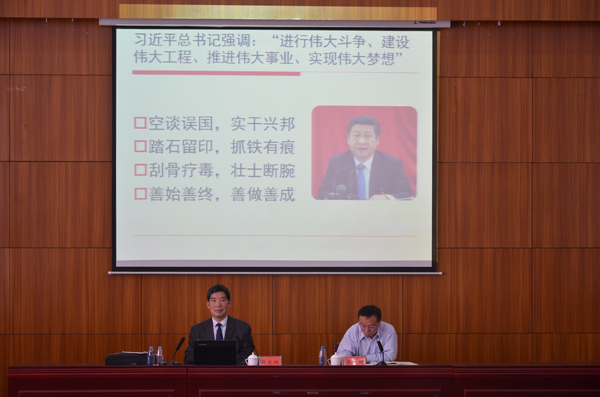 习近平总书记强调：“进行伟大斗争、建设
伟大工程、推进伟大事业、实现伟大梦想”
空谈误国，实干兴邦
踏石留印，抓铁有痕
刮骨疗毒，壮士断腕
善始善终，善做善成